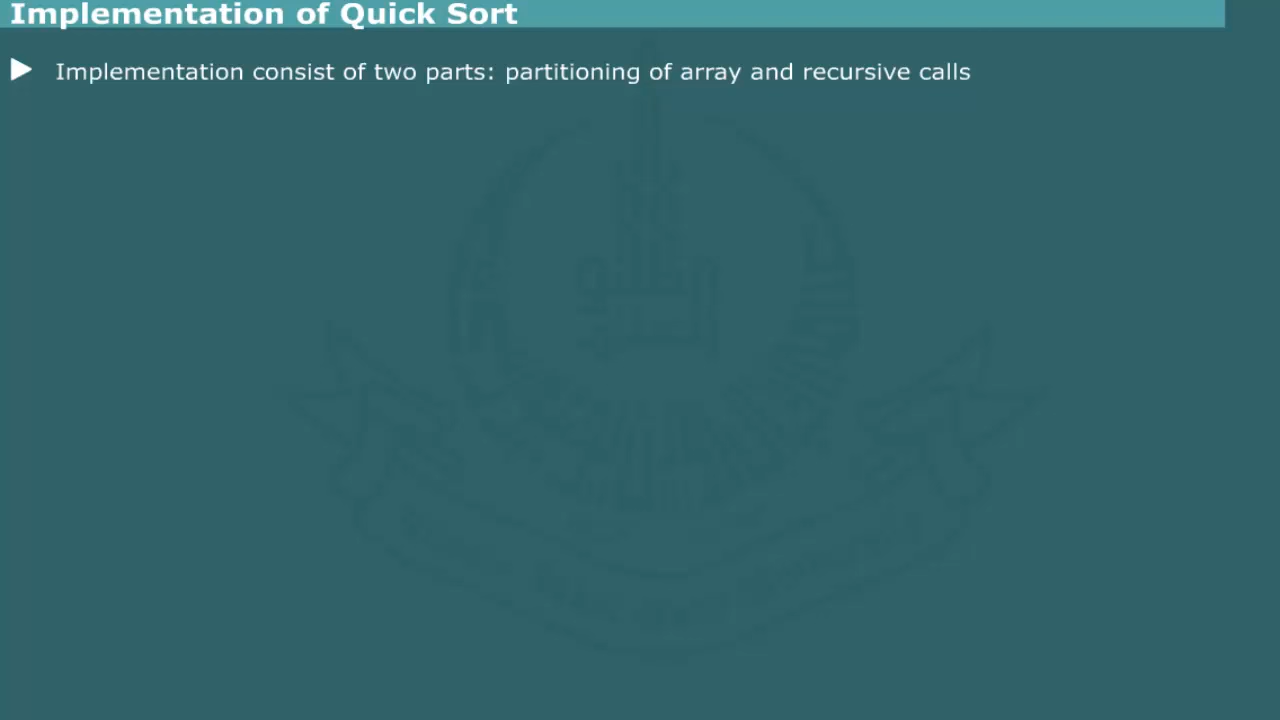 Implementation of Quick Sort
Implementation consist of two parts: partitioning of array and recursive calls